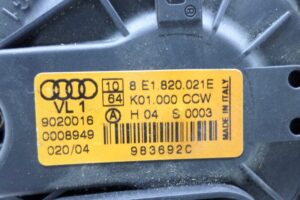 10 8 E1.820.021E
64 K01.000 CCW
VL 1
A H 04 S 0003
9020016
0008949
020/04
983692C
MADE IN ITALY